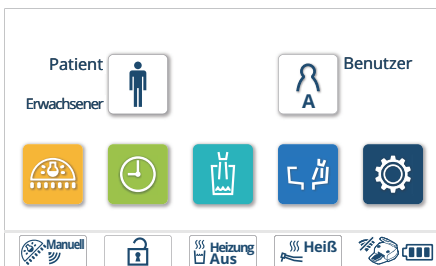 Patient
Benutzer
Erwachsener
A
Manuell
Heizung
Aus
Heiß